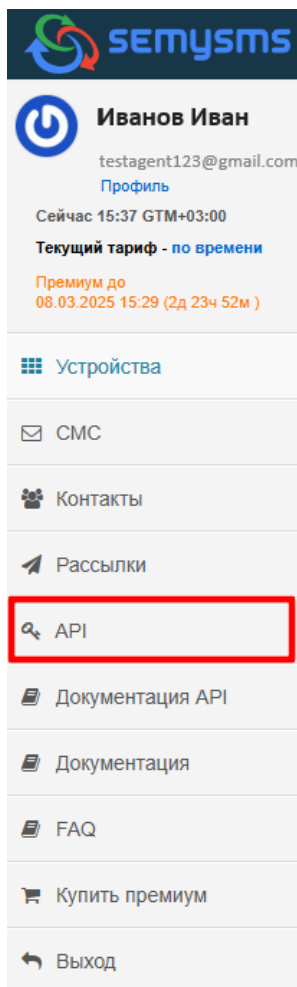 semysms
Иванов Иван
testagent123@gmail.com
Профиль
Сейчас 15:37 GTM+03:00
Текущий тариф - по времени
Премиум до
08.03.2025 15:29 (2д 23ч 52м )
Устройства
СМС
Контакты
Рассылки
API
Документация API
Документация
FAQ
Купить премиум
Выход